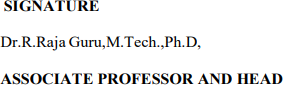 SIGNATURE
Dr.R.Raja Guru,M.Tech.,Ph.D,
ASSOCIATE PROFESSOR AND HEAD